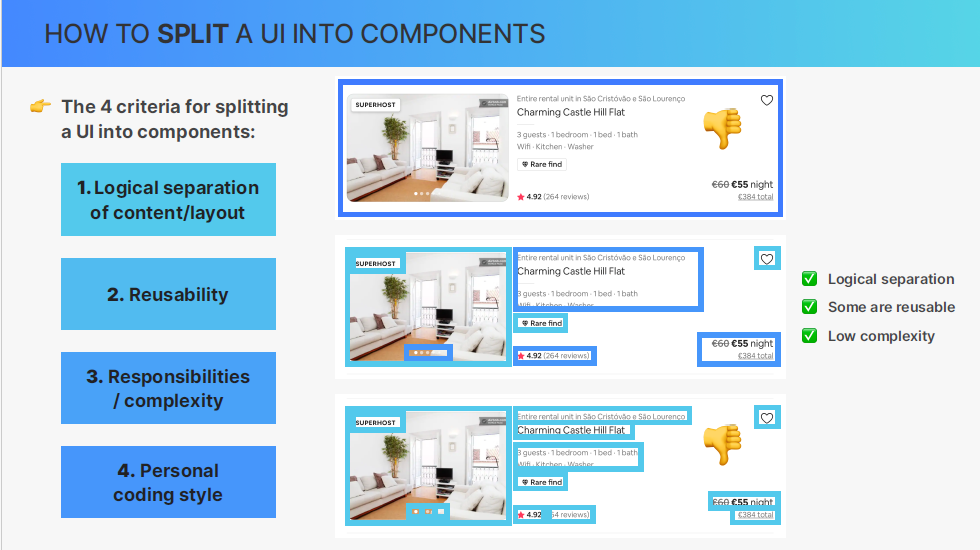 HOW TO SPLIT A UI INTO COMPONENTS
The 4 criteria for splitting
a UI into components:
1. Logical separation
of content/layout
2. Reusability
3. Responsibilities
/ complexity
4. Personal
coding style
SUPERHOST
Entire rental unit in São Cristóvão e São Lourenço
Charming Castle Hill Flat
3 guests · 1 bedroom · 1 bed · 1 bath
Wifi · Kitchen · Washer
Rare find
4.92 (264 reviews)
€60 €55 night
€384 total
SUPERHOST
Entire rental unit in São Cristóvão e São Lourenço
Charming Castle Hill Flat
3 guests · 1 bedroom · 1 bed · 1 bath
Wifi · Kitchen · Washer
Rare find
4.92 (264 reviews)
€60 €55 night
€384 total
SUPERHOST
Entire rental unit in São Cristóvão e São Lourenço
Charming Castle Hill Flat
3 guests · 1 bedroom · 1 bed · 1 bath
Wifi · Kitchen · Washer
Rare find
4.92 64 reviews)
€60 €55 night
€384 total
Logical separation
Some are reusable
Low complexity